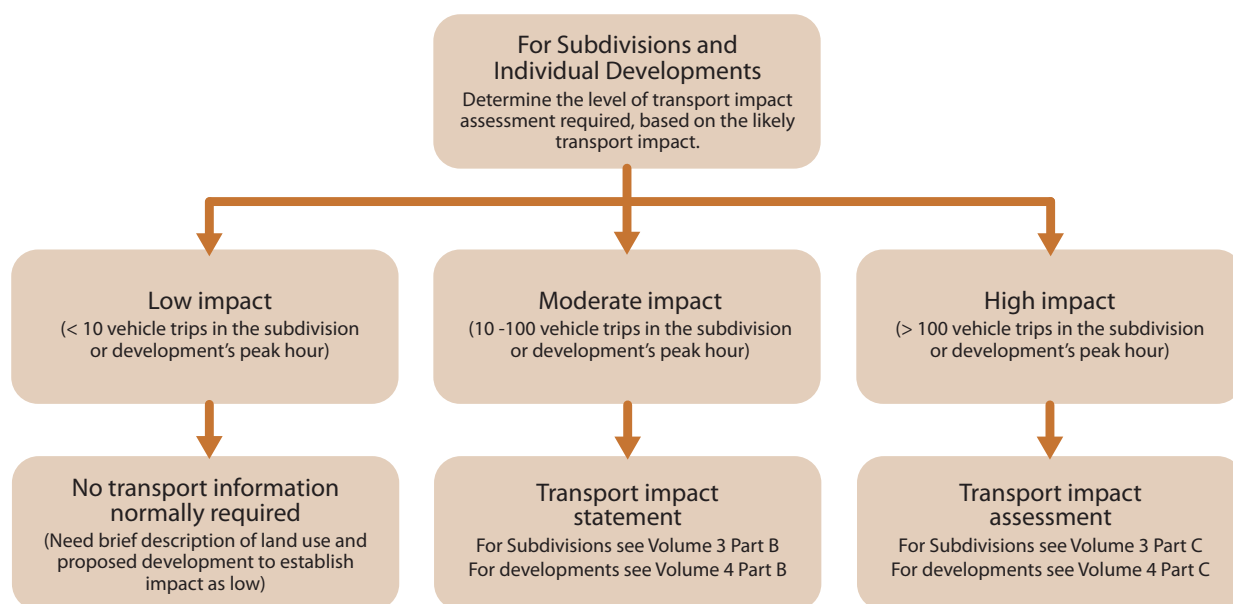 For Subdivisions and
Individual Developments
Determine the level of transport impact
assessment required, based on the likely
transport impact.
Low impact
(< 10 vehicle trips in the subdivision
or development’s peak hour)
Moderate impact
(10 -100 vehicle trips in the subdivision
or development’s peak hour)
High impact
(> 100 vehicle trips in the subdivision
or development’s peak hour)
No transport information
normally required
(Need brief description of land use and
proposed development to establish
impact as low)
Transport impact
statement
For Subdivisions see Volume 3 Part B
For developments see Volume 4 Part B
Transport impact
assessment
For Subdivisions see Volume 3 Part C
For developments see Volume 4 Part C